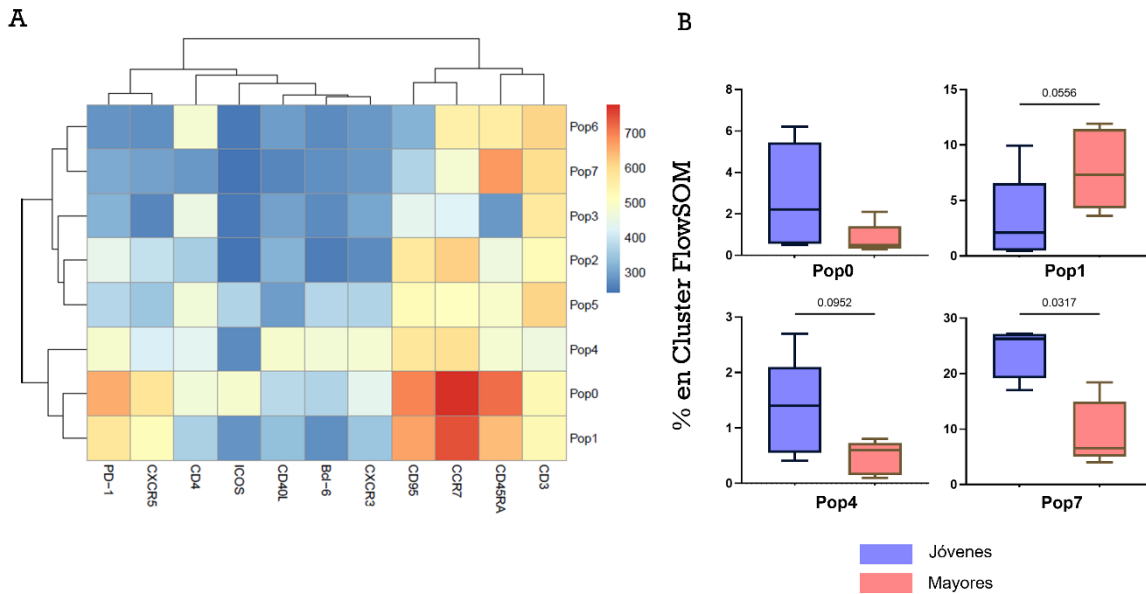 A
Pop6
Pop7
Pop3
Pop2
Pop5
Pop4
Pop0
Pop1
700
600
500
400
300
PD-1
CXCR5
CD4
ICOS
CD40L
Bcl-6
CXCR3
CD95
CCR7
CD45RA
CD3
B
% en Cluster FlowSOM
8
6
4
2
0
Pop0
15
10
5
0
0.0556
Pop1
3
2
1
0
0.0952
Pop4
30
20
10
0
0.0317
Pop7
Jóvenes
Mayores